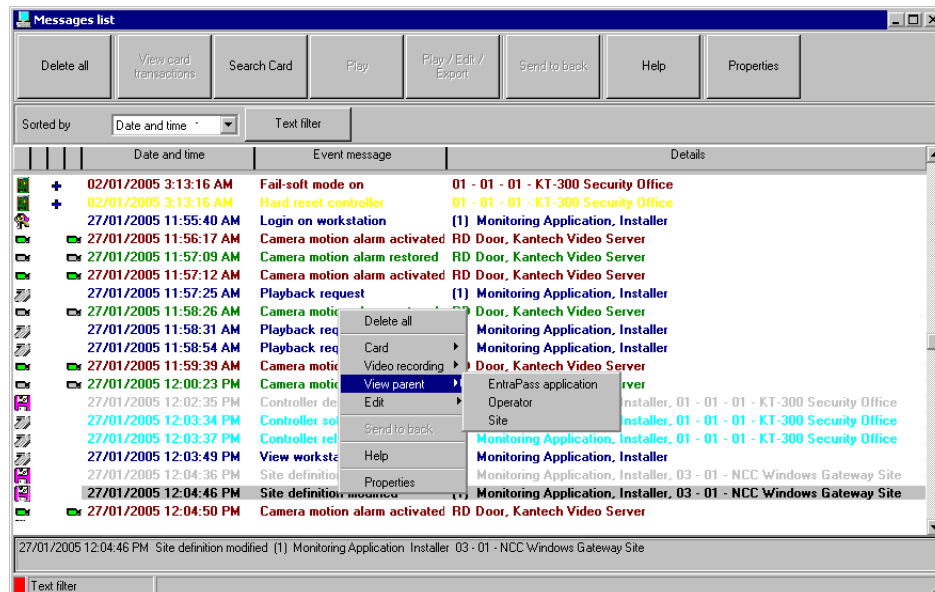 Messages list
Delete all
View card transactions
Search Card
Play
Play / Edit / Export
Send to back
Help
Properties
Sorted by
Date and time
Text filter
Date and time Event message Details
02/01/2005 3:13:16 AM Fail-soft mode on 01 - 01 - 01 - KT-300 Security Office
02/01/2005 3:13:16 AM Hard reset controller 01 - 01 - 01 - KT-300 Security Office
27/01/2005 11:55:40 AM Login on workstation (1) Monitoring Application, Installer
27/01/2005 11:56:17 AM Camera motion alarm activated RD Door, Kantech Video Server
27/01/2005 11:57:09 AM Camera motion alarm restored RD Door, Kantech Video Server
27/01/2005 11:57:12 AM Camera motion alarm activated RD Door, Kantech Video Server
27/01/2005 11:57:25 AM Playback request (1) Monitoring Application, Installer
27/01/2005 11:58:26 AM Camera Door, Kantech Video Server
27/01/2005 11:58:31 AM Playback req Monitoring Application, Installer
27/01/2005 11:58:54 AM Playback req Monitoring Application, Installer
27/01/2005 11:59:39 AM Camera motio Door, Kantech Video Server
27/01/2005 12:00:23 PM Camera motio rver
27/01/2005 12:02:35 PM Controller de nstaller, 01 - 01 - 01 - KT-300 Security Office
27/01/2005 12:03:34 PM Controller so nstaller, 01 - 01 - 01 - KT-300 Security Office
27/01/2005 12:03:37 PM Controller rel Monitoring Application, Installer, 01 - 01 - 01 - KT-300 Security Office
27/01/2005 12:03:49 PM View worksta Monitoring Application, Installer
27/01/2005 12:04:36 PM Site definitio Monitoring Application, Installer, 03 - 01 - NCC Windows Gateway Site
27/01/2005 12:04:46 PM Site definition modified (1) Monitoring Application, Installer, 03 - 01 - NCC Windows Gateway Site
27/01/2005 12:04:50 PM Camera motion alarm activated RD Door, Kantech Video Server
Delete all
Card
Video recording
View parent
Edit
Send to back
Help
Properties
EntraPass application
Operator
Site
27/01/2005 12:04:46 PM Site definition modified (1) Monitoring Application Installer 03 - 01 - NCC Windows Gateway Site
Text filter